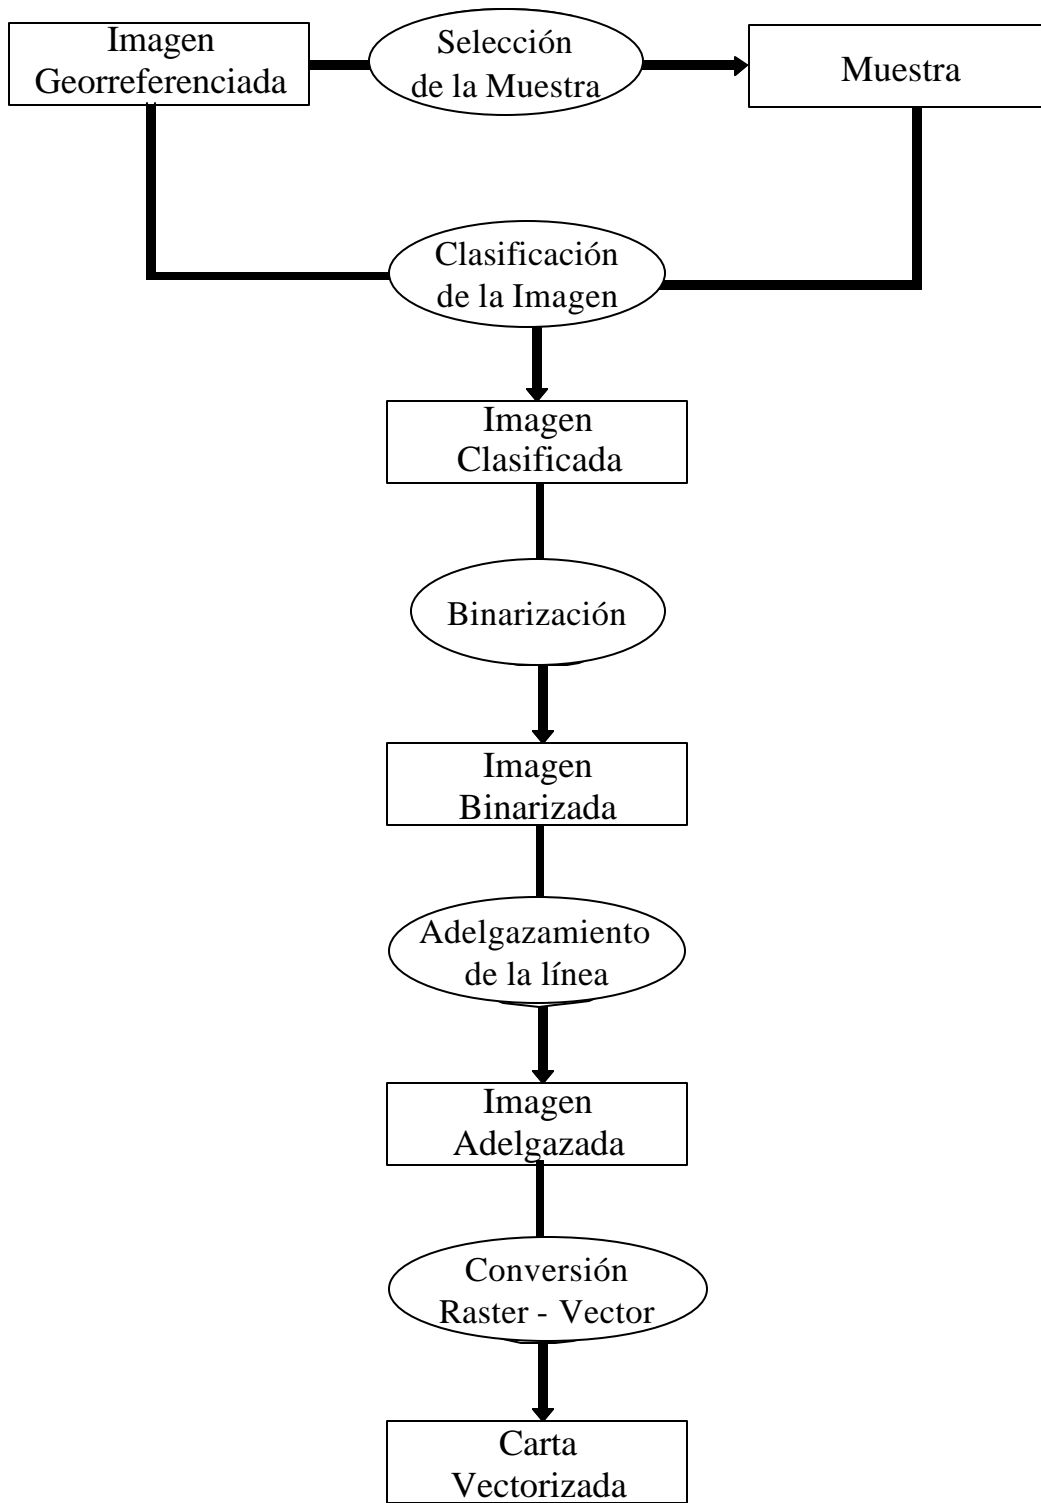 Imagen
Georreferenciada
Selección
de la Muestra
Muestra
Clasificación
de la Imagen
Imagen
Clasificada
Binarización
Imagen
Binarizada
Adelgazamiento
de la línea
Imagen
Adelgazada
Conversión
Raster - Vector
Carta
Vectorizada